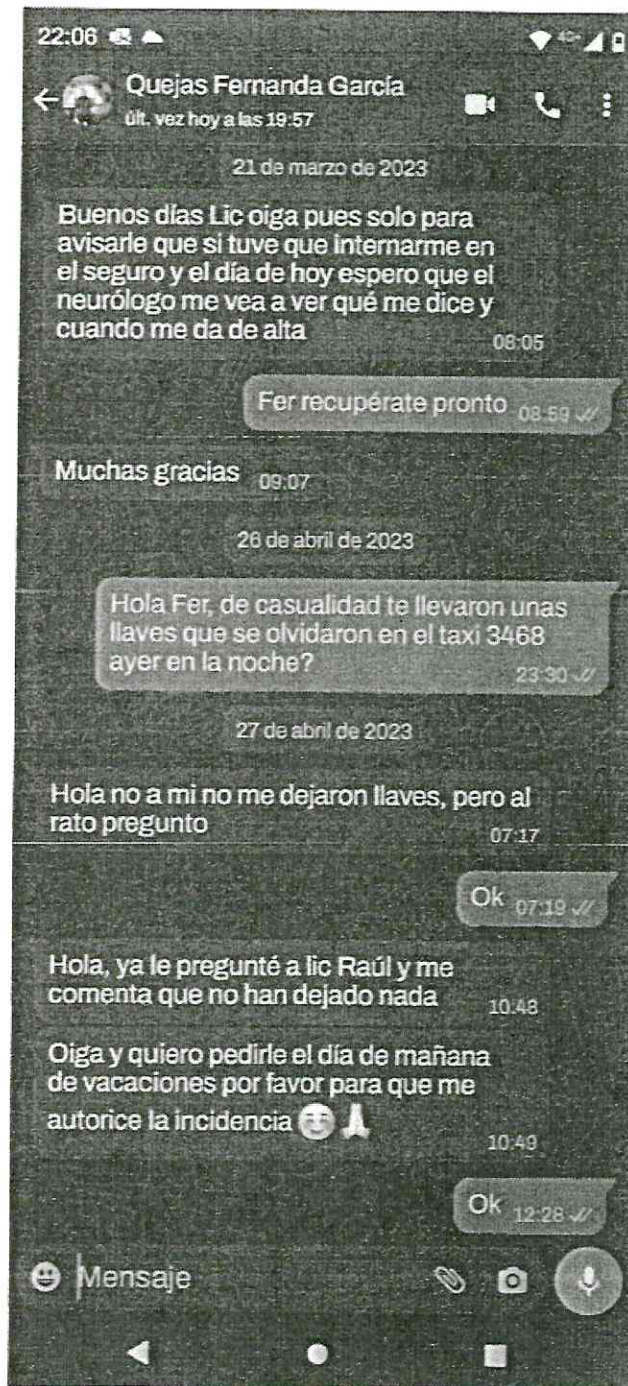 22:06
4G+
Quejas Fernanda García
últ. vez hoy a las 19:57
21 de marzo de 2023
Buenos días Lic oiga pues solo para
avisarle que si tuve que internarme en
el seguro y el día de hoy espero que el
neurólogo me vea a ver qué me dice y
cuando me da de alta
08:05
Fer recupérate pronto 08:59
Muchas gracias 09:07
26 de abril de 2023
Hola Fer, de casualidad te llevaron unas
llaves que se olvidaron en el taxi 3468
ayer en la noche?
23:30
27 de abril de 2023
Hola no a mi no me dejaron llaves, pero al
rato pregunto
07:17
Ok 07:19
Hola, ya le pregunté a lic Raúl y me
comenta que no han dejado nada
10:48
Oiga y quiero pedirle el día de mañana
de vacaciones por favor para que me
autorice la incidencia ☺️🙏
10:49
Ok 12:28
Mensaje